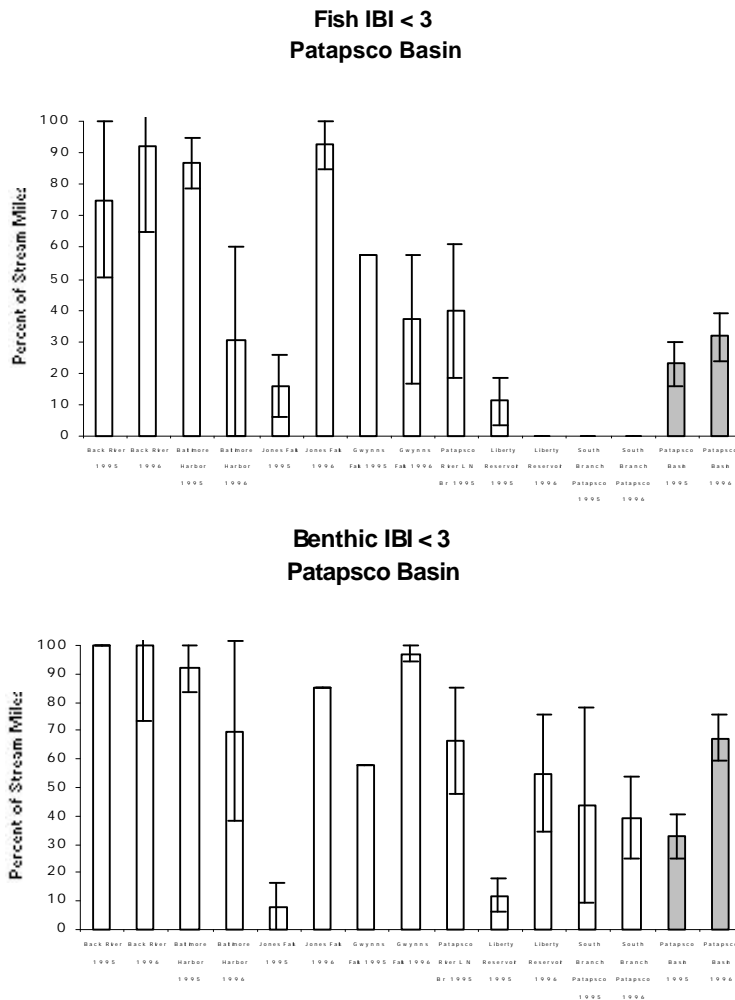 Fish IBI < 3
Patapsco Basin
Percent of Stream Miles
100
90
80
70
60
50
40
30
20
10
0
Back River 1995
Back River 1996
Baltimore Harbor 1995
Baltimore Harbor 1996
Jones Falls 1995
Jones Falls 1996
Gwynns Falls 1995
Gwynns Falls 1996
Patapsco River L N Br 1995
Liberty Reservoir 1995
Liberty Reservoir 1996
South Branch Patapsco 1995
South Branch Patapsco 1996
Patapsco Basin 1995
Patapsco Basin 1996
Benthic IBI < 3
Patapsco Basin
Percent of Stream Miles
100
90
80
70
60
50
40
30
20
10
0
Back River 1995
Back River 1996
Baltimore Harbor 1995
Baltimore Harbor 1996
Jones Falls 1995
Jones Falls 1996
Gwynns Falls 1995
Gwynns Falls 1996
Patapsco River L N Br 1995
Liberty Reservoir 1995
Liberty Reservoir 1996
South Branch Patapsco 1995
South Branch Patapsco 1996
Patapsco Basin 1995
Patapsco Basin 1996